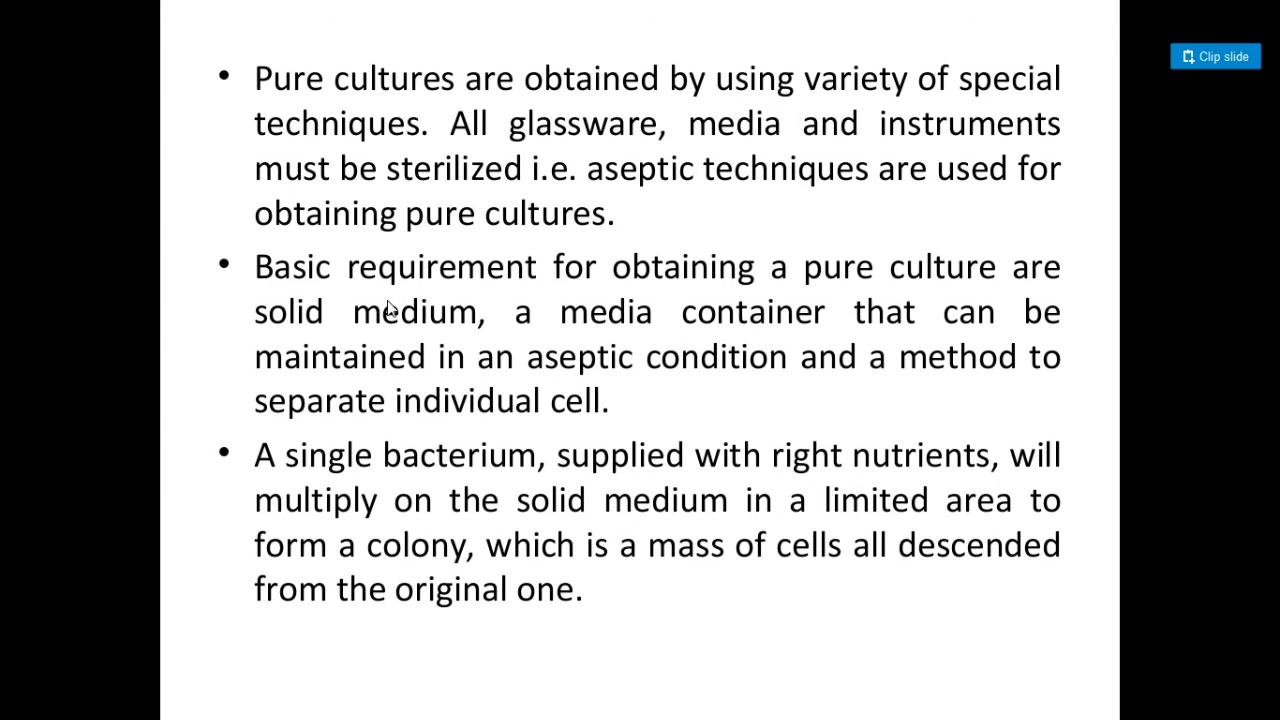 Clip slide
• Pure cultures are obtained by using variety of special
techniques. All glassware, media and instruments
must be sterilized i.e. aseptic techniques are used for
obtaining pure cultures.
• Basic requirement for obtaining a pure culture are
solid medium, a media container that can be
maintained in an aseptic condition and a method to
separate individual cell.
• A single bacterium, supplied with right nutrients, will
multiply on the solid medium in a limited area to
form a colony, which is a mass of cells all descended
from the original one.